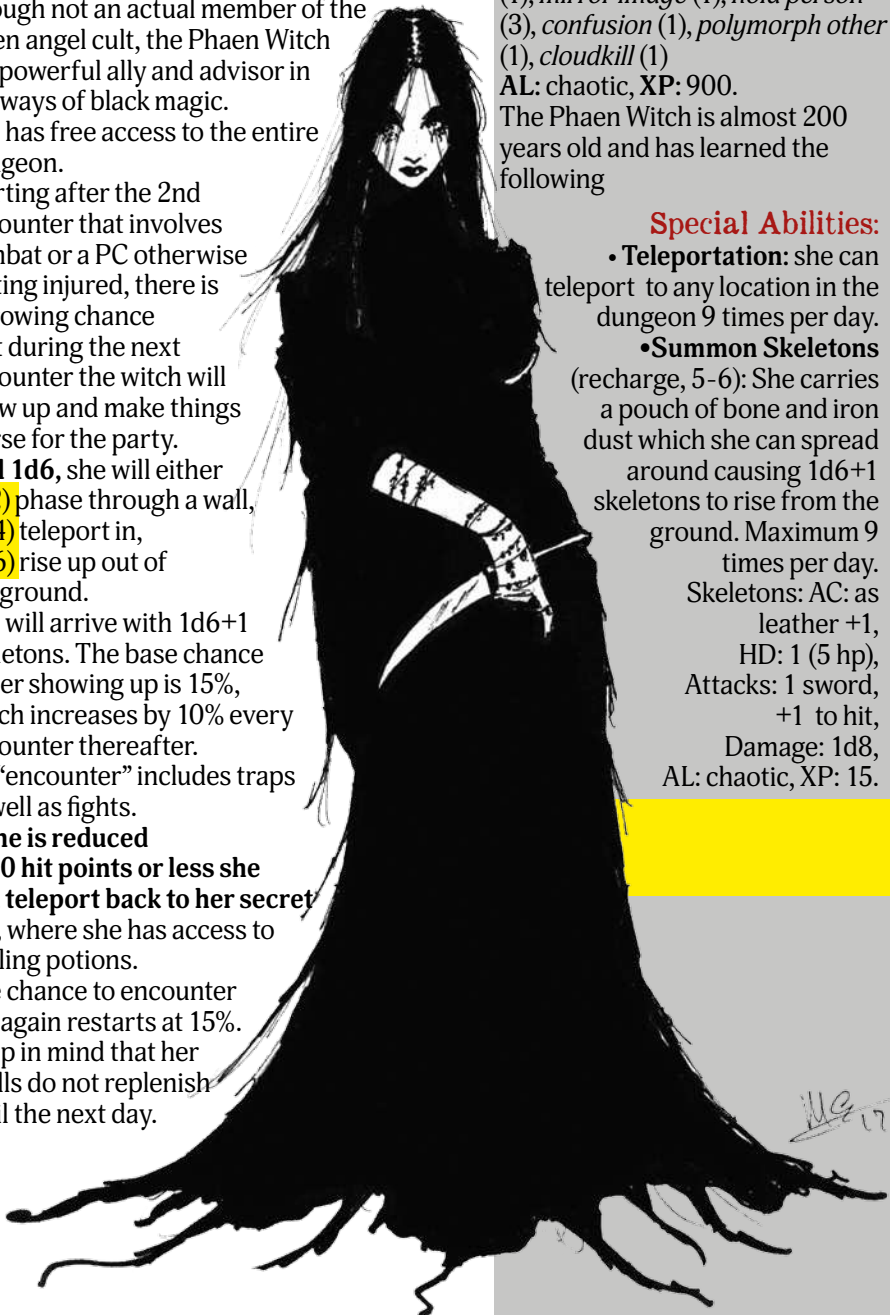 ough not an actual member of the
en angel cult, the Phaen Witch
powerful ally and advisor in
ways of black magic.
has free access to the entire
geon.
rting after the 2nd
ounter that involves
mbat or a PC otherwise
ting injured, there is
owing chance
t during the next
ounter the witch will
w up and make things
rse for the party.
l 1d6, she will either
2) phase through a wall,
4) teleport in,
6) rise up out of
ground.
will arrive with 1d6+1
letons. The base chance
er showing up is 15%,
ch increases by 10% every
ounter thereafter.
"encounter" includes traps
well as fights.
he is reduced
0 hit points or less she
teleport back to her secret
, where she has access to
ling potions.
e chance to encounter
again restarts at 15%.
p in mind that her
lls do not replenish
il the next day.
(1), mirror image (1), hold person
(3), confusion (1), polymorph other
(1), cloudkill (1)
AL: chaotic, XP: 900.
The Phaen Witch is almost 200
years old and has learned the
following
Special Abilities:
• Teleportation: she can
teleport to any location in the
dungeon 9 times per day.
•Summon Skeletons
(recharge, 5-6): She carries
a pouch of bone and iron
dust which she can spread
around causing 1d6+1
skeletons to rise from the
ground. Maximum 9
times per day.
Skeletons: AC: as
leather +1,
HD: 1 (5 hp),
Attacks: 1 sword,
+1 to hit,
Damage: 1d8,
AL: chaotic, XP: 15.
17